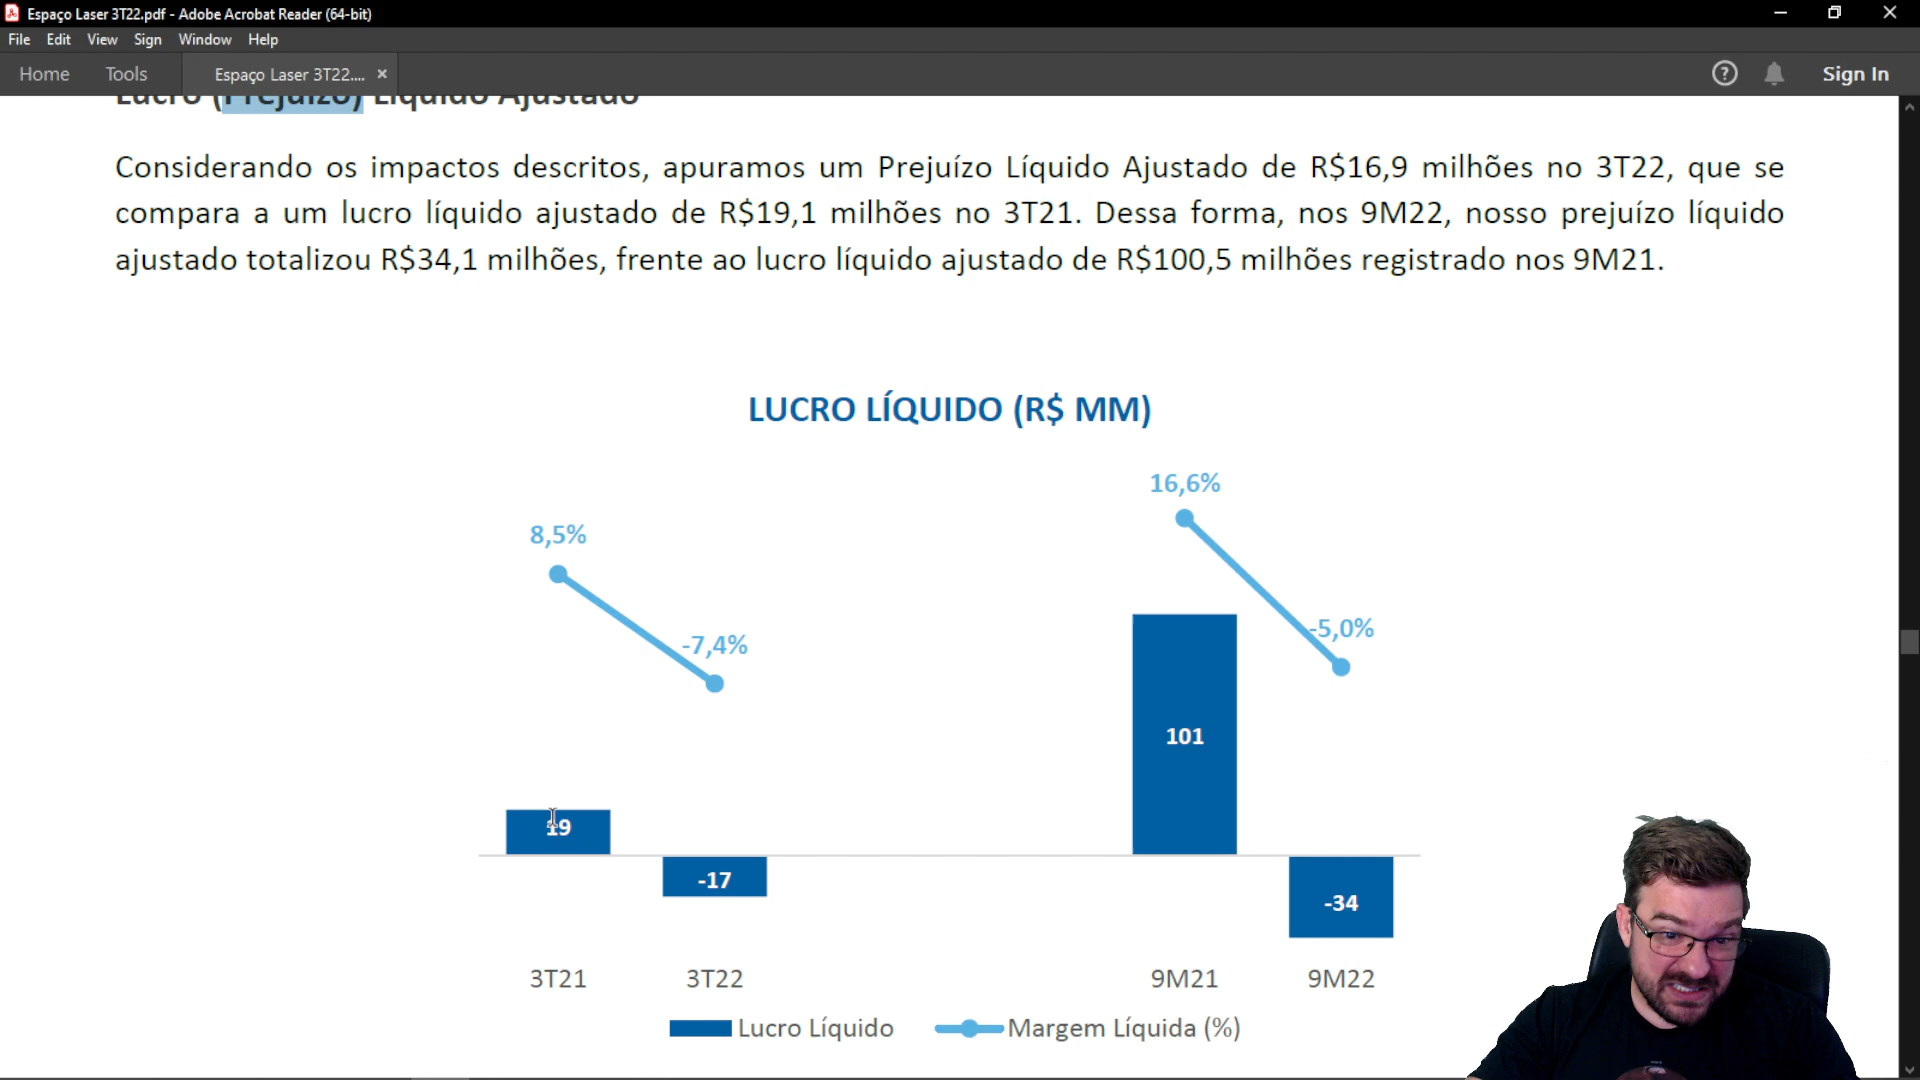 Espaço Laser 3T22.pdf - Adobe Acrobat Reader (64-bit)
File Edit View Sign Window Help
Home Tools Espaço Laser 3T22.... × ? Sign In
Lucro (Prejuízo) Líquido Ajustado
Considerando os impactos descritos, apuramos um Prejuízo Líquido Ajustado de R$16,9 milhões no 3T22, que se
compara a um lucro líquido ajustado de R$19,1 milhões no 3T21. Dessa forma, nos 9M22, nosso prejuízo líquido
ajustado totalizou R$34,1 milhões, frente ao lucro líquido ajustado de R$100,5 milhões registrado nos 9M21.
LUCRO LÍQUIDO (R$ MM)
16,6%
8,5%
-5,0%
-7,4%
101
19
-17
-34
3T21 3T22 9M21 9M22
Lucro Líquido Margem Líquida (%)